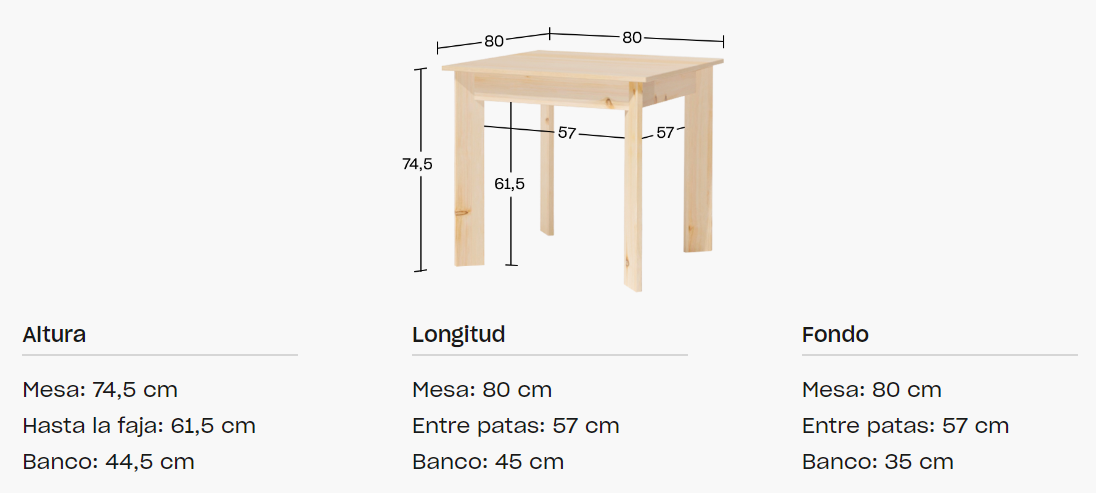 80
80
57
57
74,5
61,5
Altura
Mesa: 74,5 cm
Hasta la faja: 61,5 cm
Banco: 44,5 cm
Longitud
Mesa: 80 cm
Entre patas: 57 cm
Banco: 45 cm
Fondo
Mesa: 80 cm
Entre patas: 57 cm
Banco: 35 cm